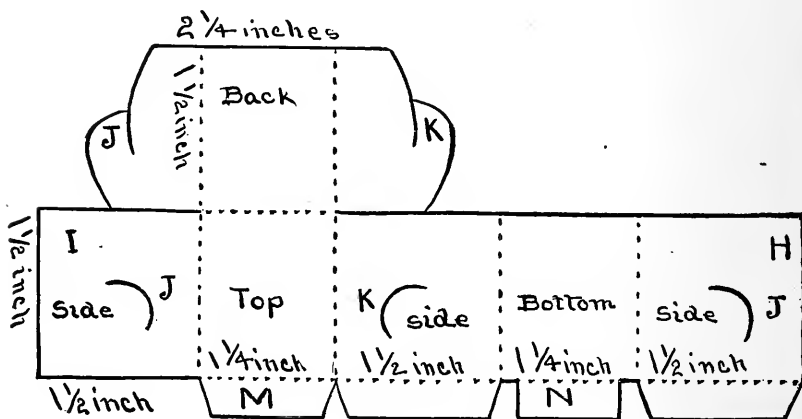 2 1/4 inches
1 1/2 inch
Back
J
K
1 1/2 inch
I
H
Side
J
Top
K
side
Bottom
side
J
1 1/4 inch
1 1/2 inch
1 1/4 inch
1 1/2 inch
1 1/2 inch
M
N